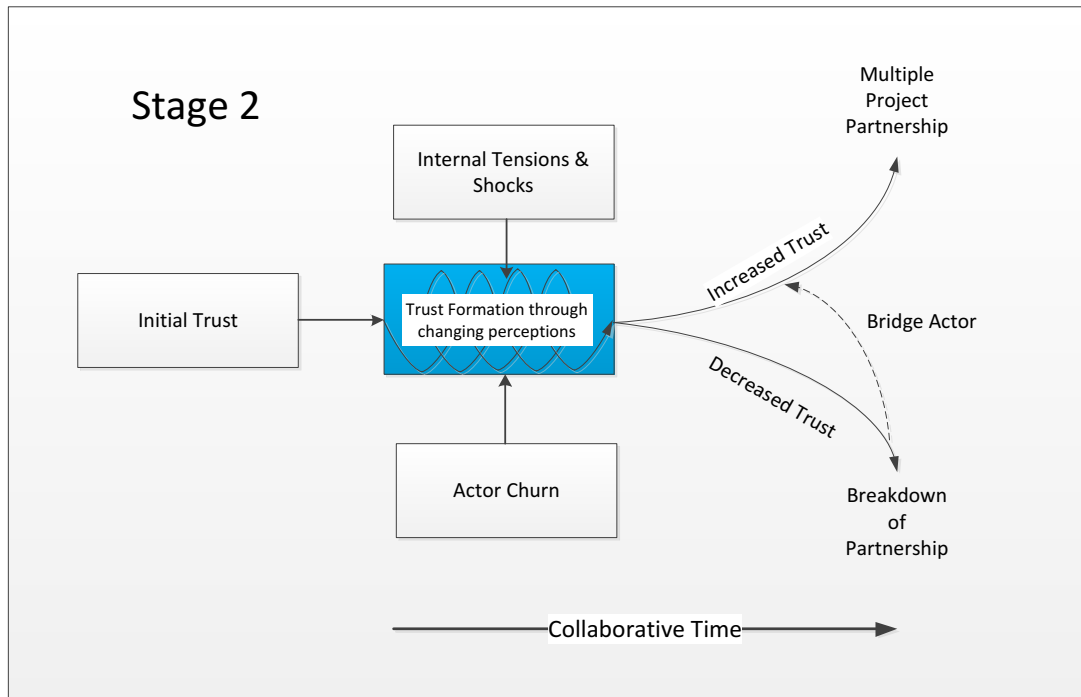 Stage 2
Multiple
Project
Partnership
Internal Tensions &
Shocks
Increased Trust
Initial Trust
Trust Formation through
changing perceptions
Bridge Actor
Decreased Trust
Actor Churn
Breakdown
of
Partnership
Collaborative Time